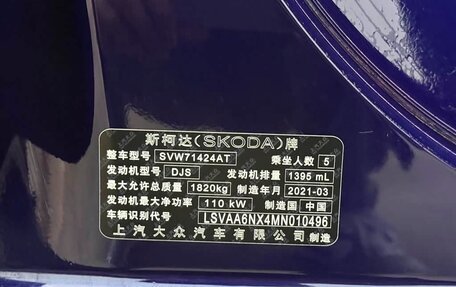 斯柯达(SKODA)牌
整车型号 SVW71424AT 乘坐人数 5
发动机型号 DJS 发动机排量 1395 mL
最大允许总质量 1820kg 制造年月 2021-03
发动机最大净功率 110 kW 制造国 中国
车辆识别代号 LSVAA6NX4MN010496
上汽大众汽车有限公司 制造